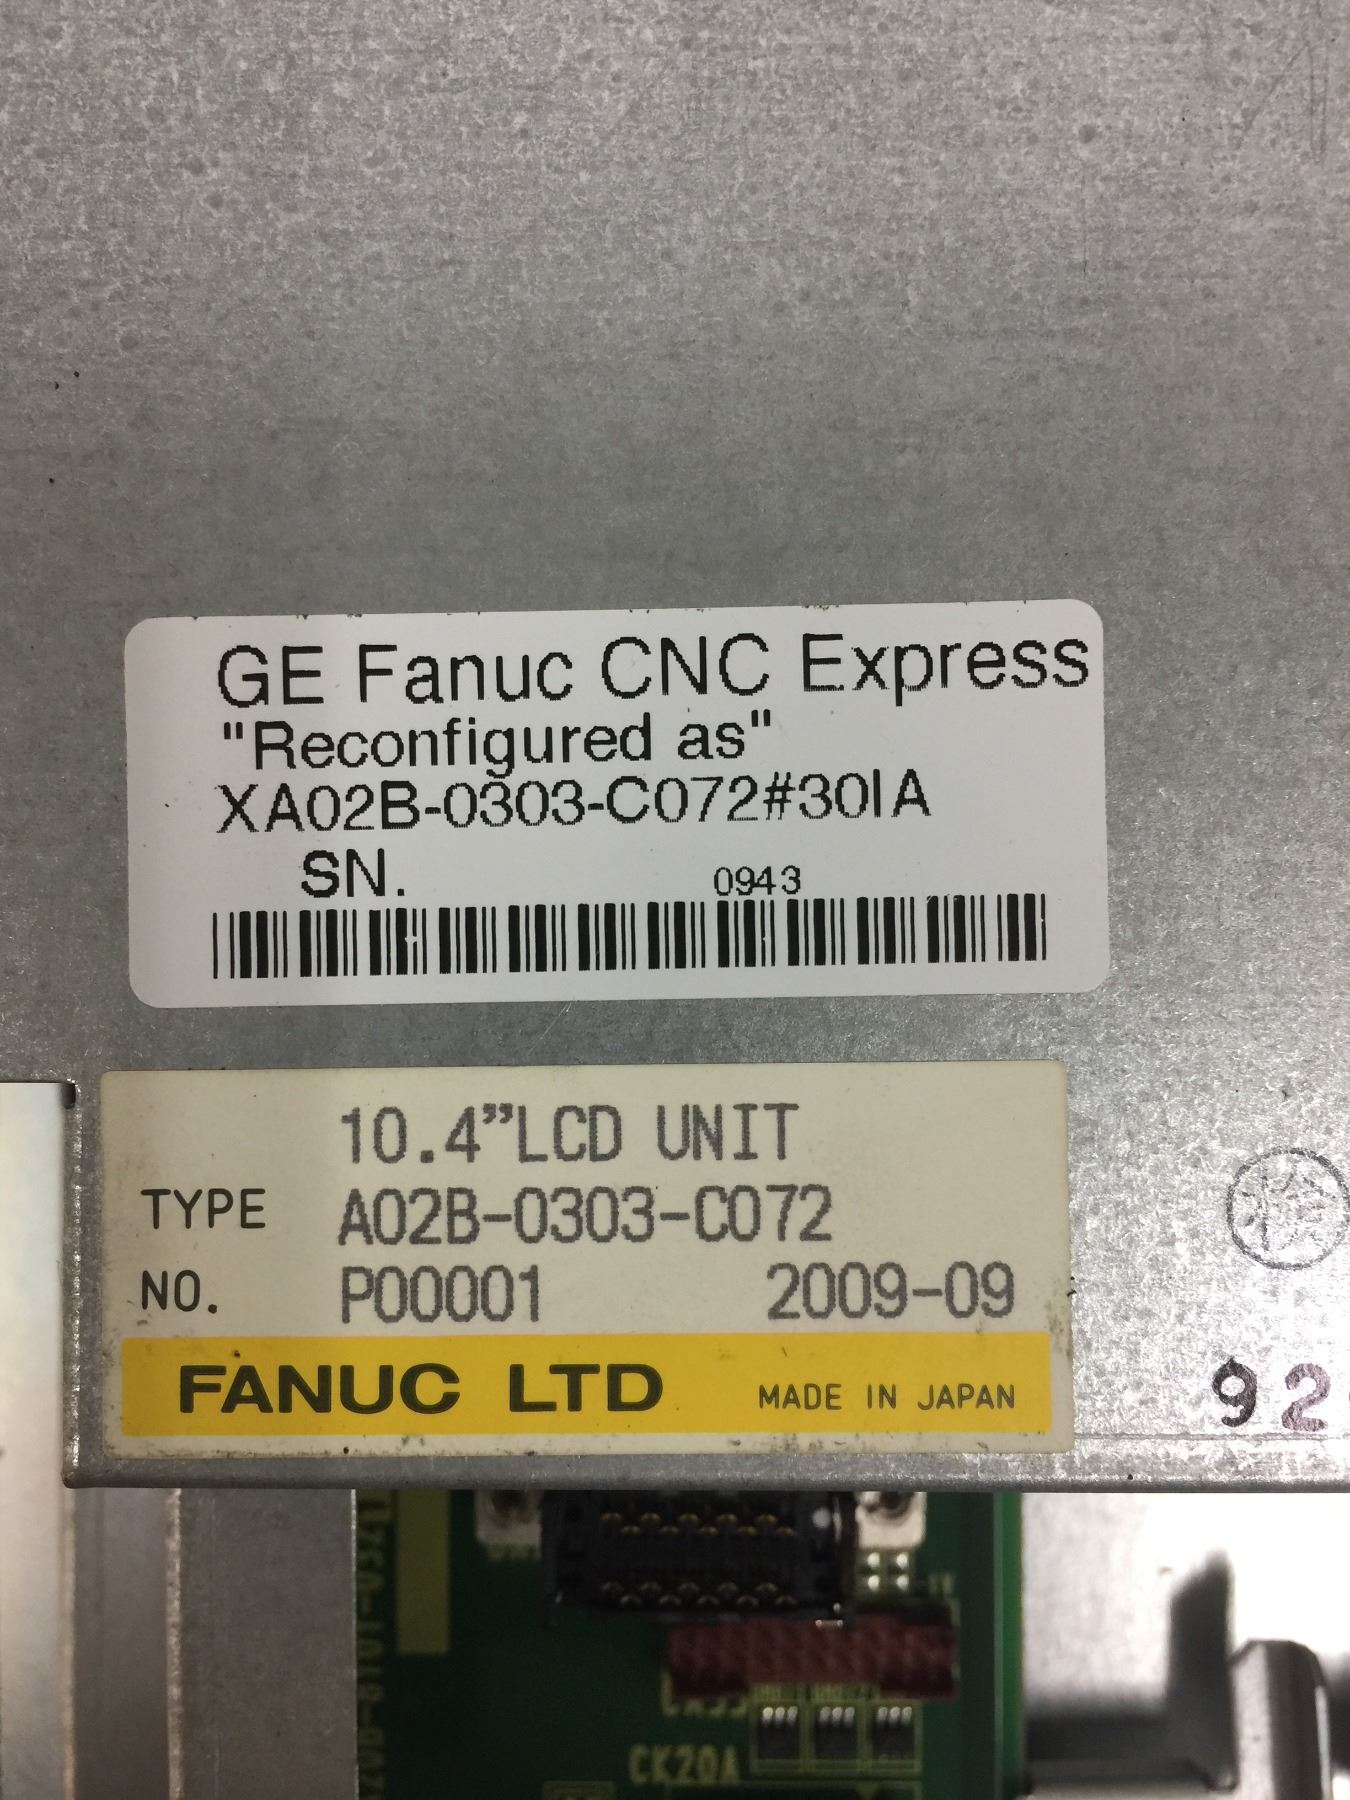 GE Fanuc CNC Express
"Reconfigured as"
XA02B-0303-C072#30IA
SN. 0943
10.4”LCD UNIT
TYPE A02B-0303-C072
NO. P00001 2009-09
FANUC LTD MADE IN JAPAN
検
92
CK20A